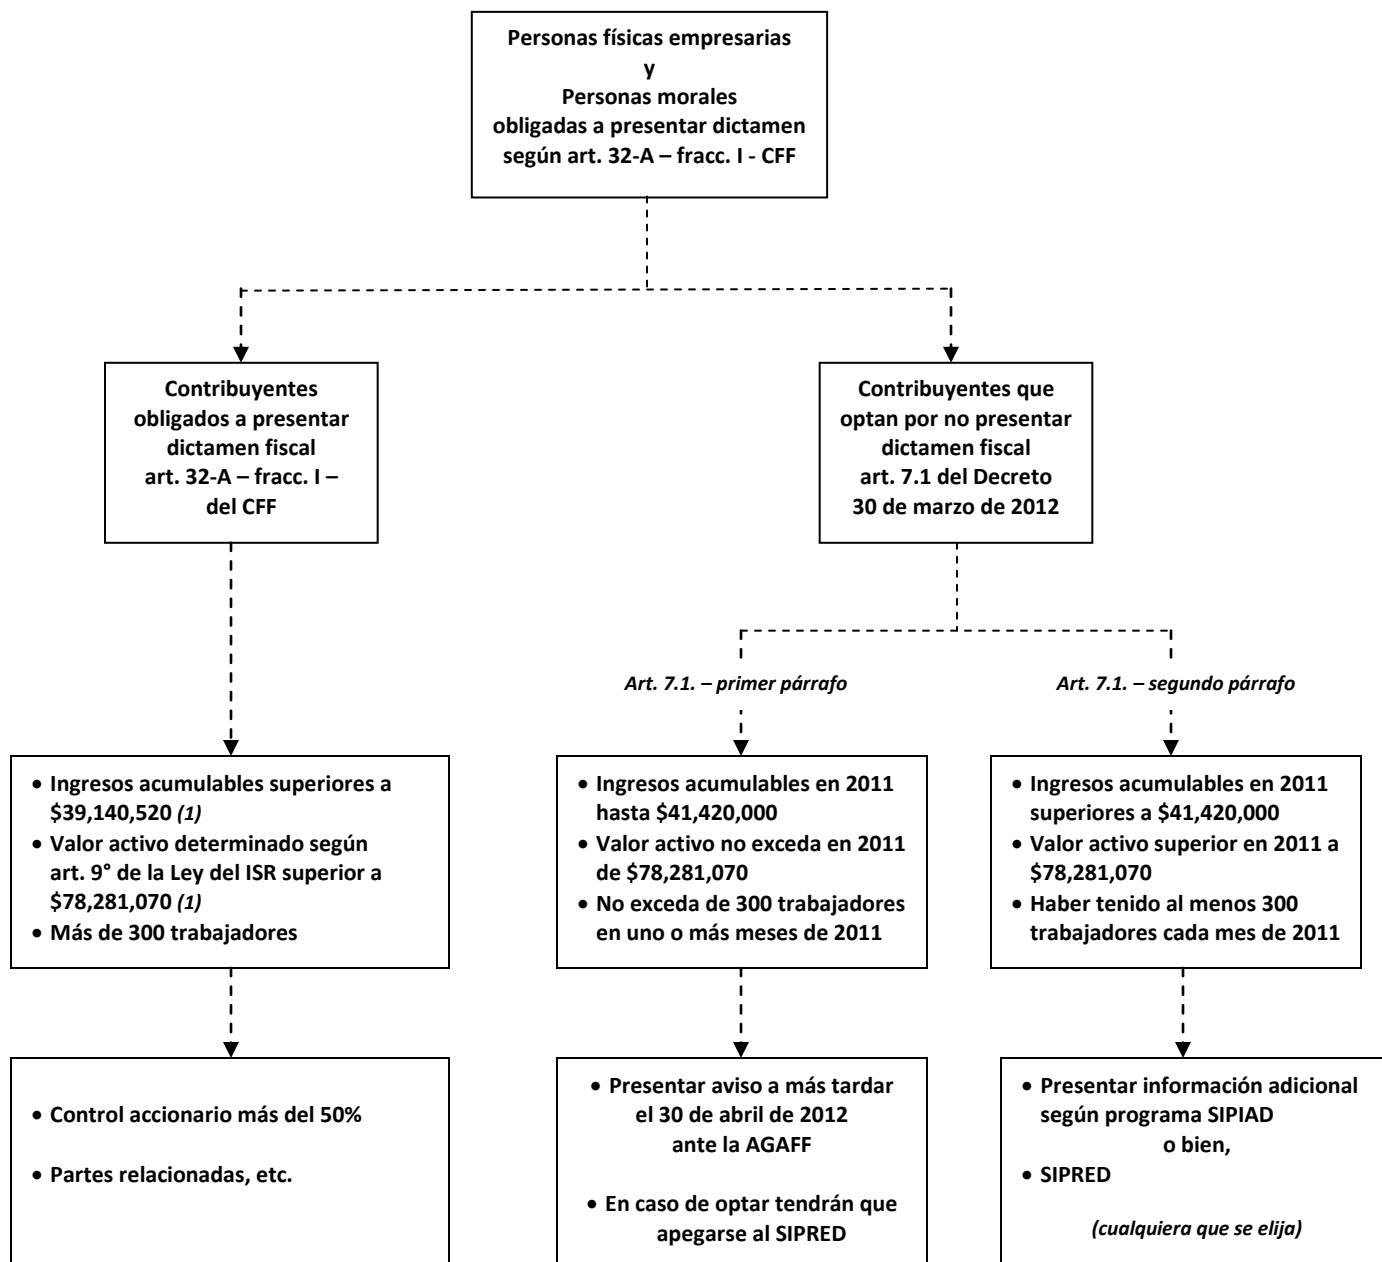 Personas físicas empresarias
y
Personas morales
obligadas a presentar dictamen
según art. 32-A – fracc. I - CFF
Contribuyentes
obligados a presentar
dictamen fiscal
art. 32-A – fracc. I –
del CFF
Contribuyentes que
optan por no presentar
dictamen fiscal
art. 7.1 del Decreto
30 de marzo de 2012
Art. 7.1. – primer párrafo
Art. 7.1. – segundo párrafo
• Ingresos acumulables superiores a
$39,140,520 (1)
• Valor activo determinado según
art. 9° de la Ley del ISR superior a
$78,281,070 (1)
• Más de 300 trabajadores
• Ingresos acumulables en 2011
hasta $41,420,000
• Valor activo no exceda en 2011
de $78,281,070
• No exceda de 300 trabajadores
en uno o más meses de 2011
• Ingresos acumulables en 2011
superiores a $41,420,000
• Valor activo superior en 2011 a
$78,281,070
• Haber tenido al menos 300
trabajadores cada mes de 2011
• Control accionario más del 50%
• Partes relacionadas, etc.
• Presentar aviso a más tardar
el 30 de abril de 2012
ante la AGAFF
• En caso de optar tendrán que
apegarse al SIPRED
• Presentar información adicional
según programa SIPIAD
o bien,
• SIPRED
(cualquiera que se elija)